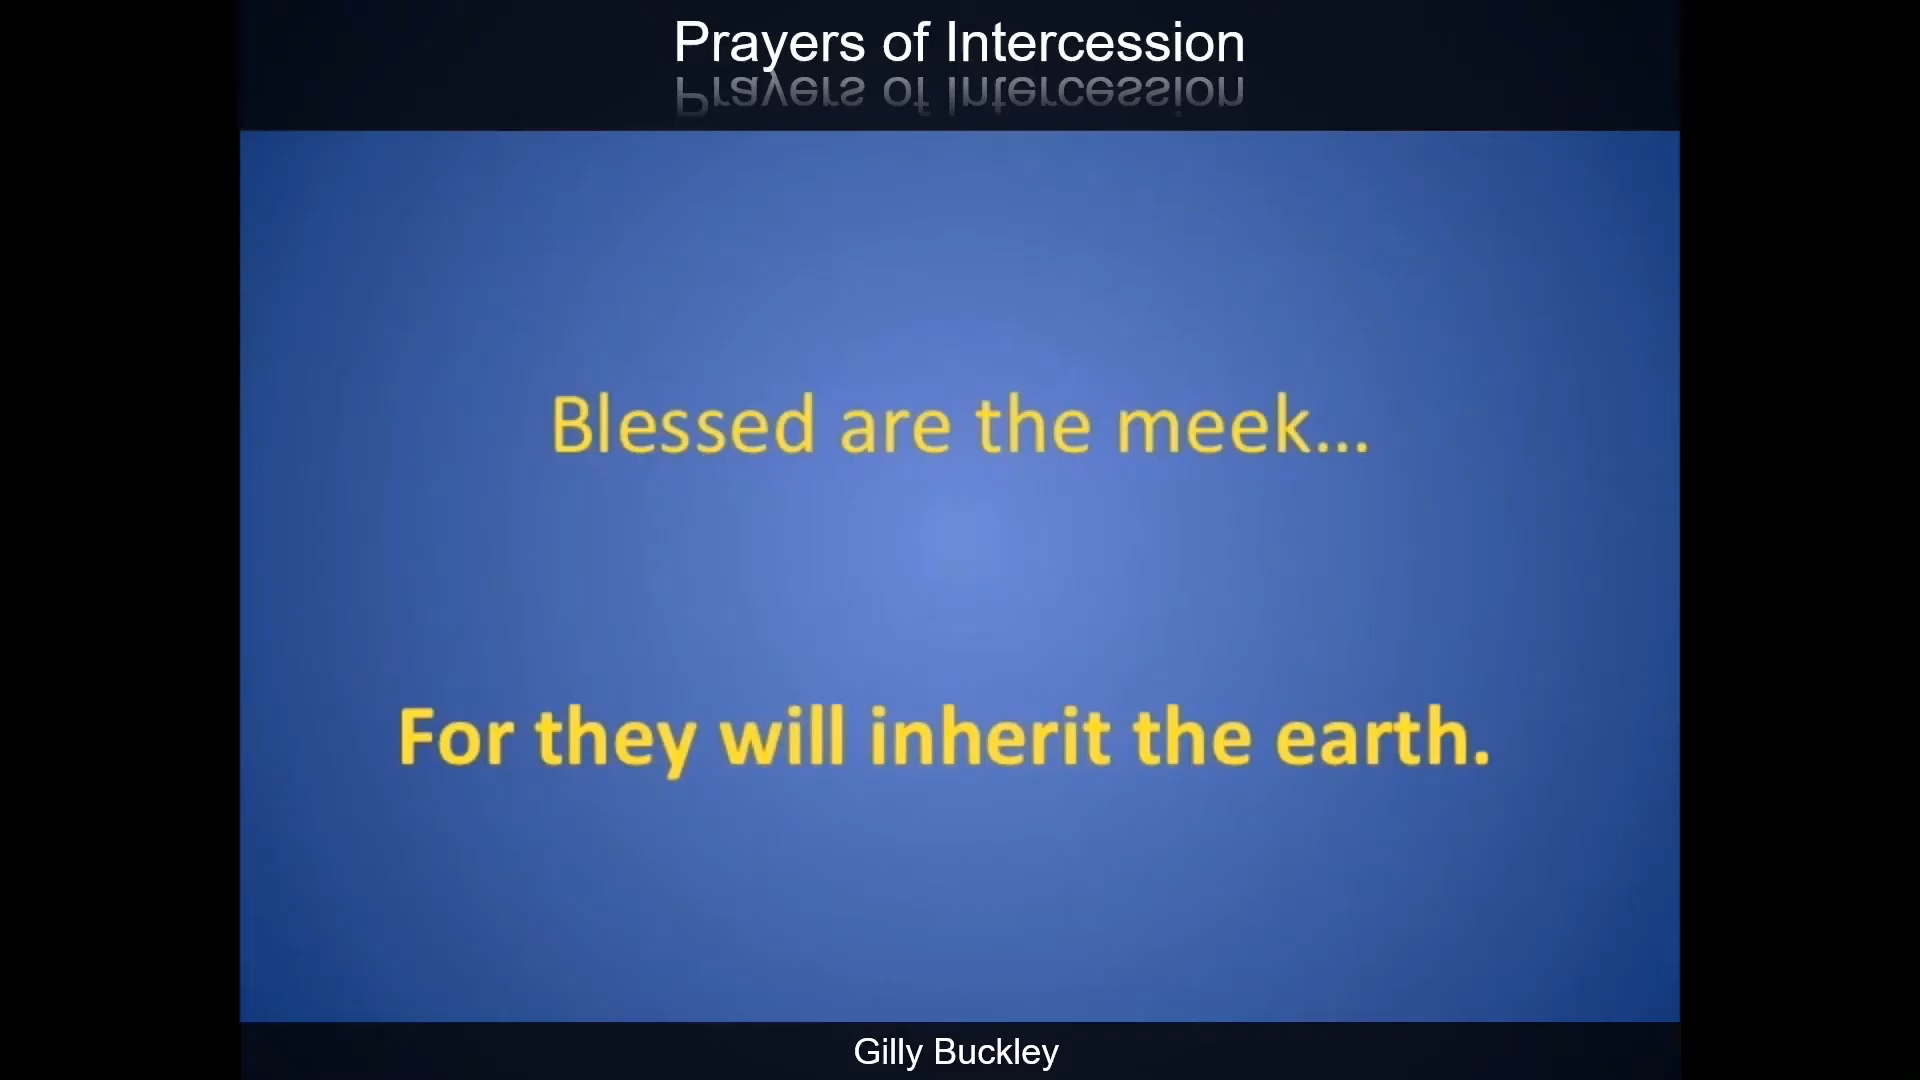 Prayers of Intercession
Blessed are the meek...
For they will inherit the earth.
Gilly Buckley